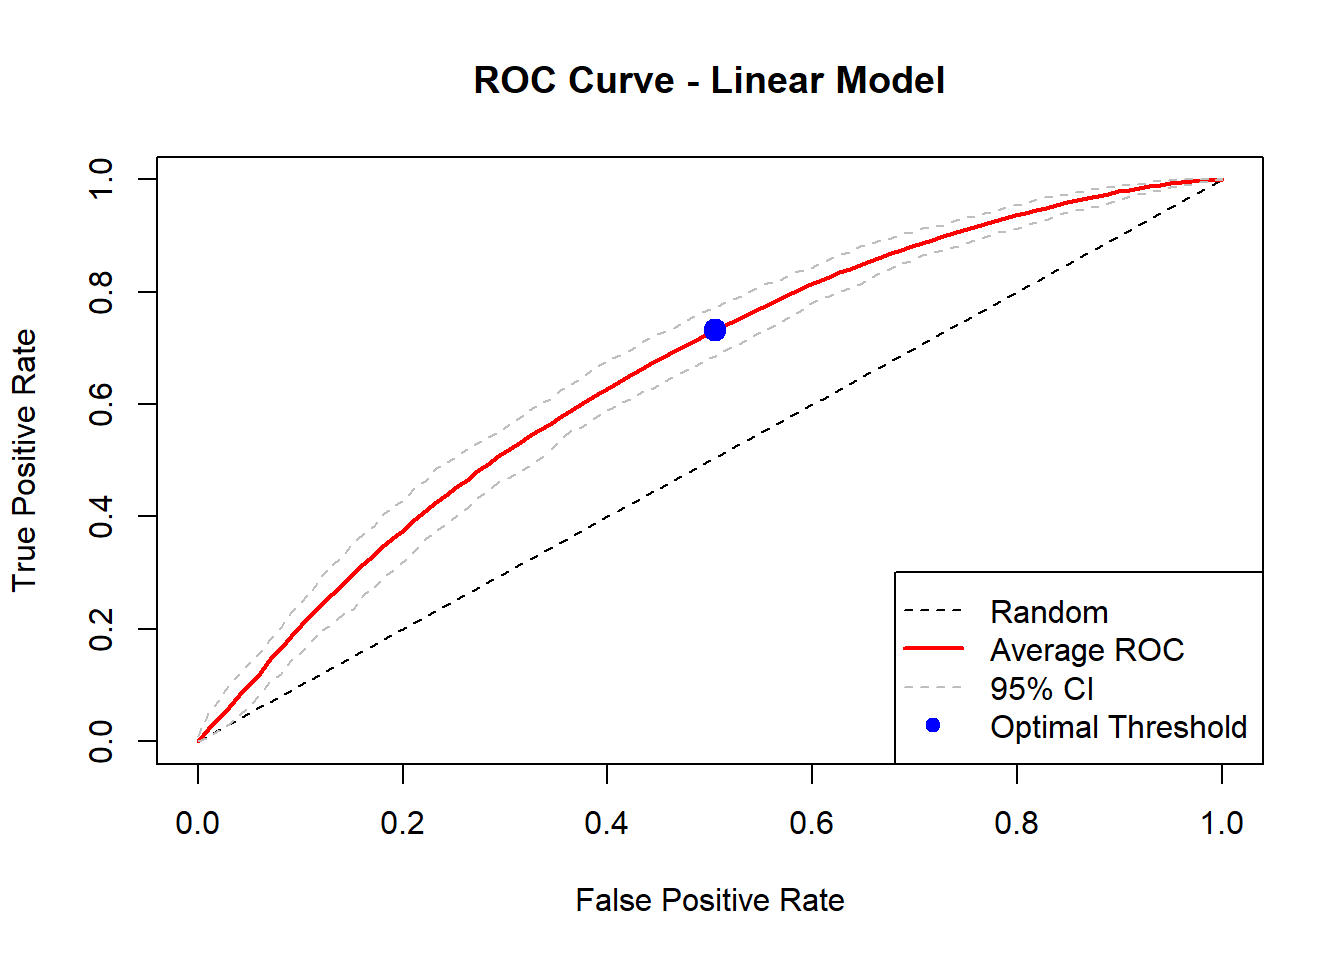 ROC Curve - Linear Model
True Positive Rate
1.0
0.8
0.6
0.4
0.2
0.0
Random
Average ROC
95% CI
Optimal Threshold
0.0 0.2 0.4 0.6 0.8 1.0
False Positive Rate